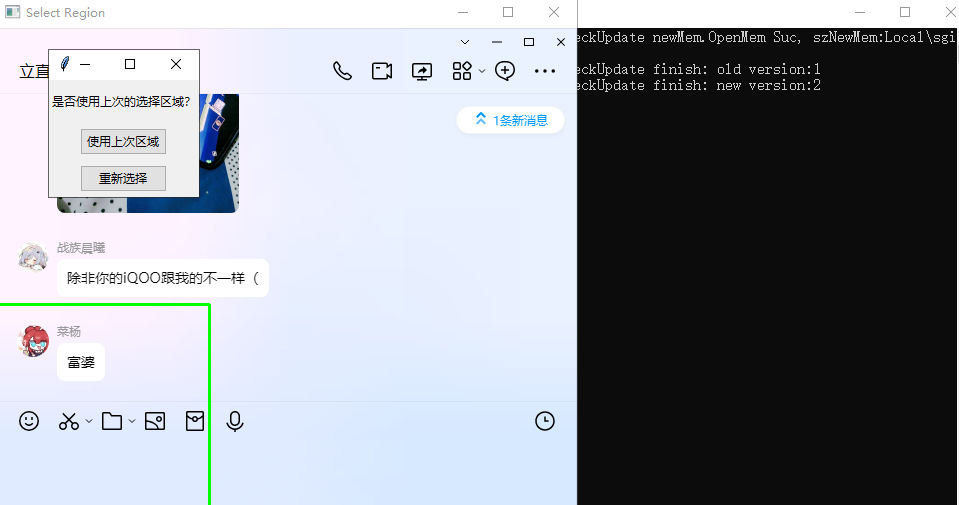 Select Region
立直
是否使用上次的选择区域?
使用上次区域
重新选择
1条新消息
战族晨曦
除非你的iQOO跟我的不一样（
菜杨
富婆
eckUpdate newMem.OpenMem Suc, szNewMem:Local\sgi
eckUpdate finish: old version:1
eckUpdate finish: new version:2